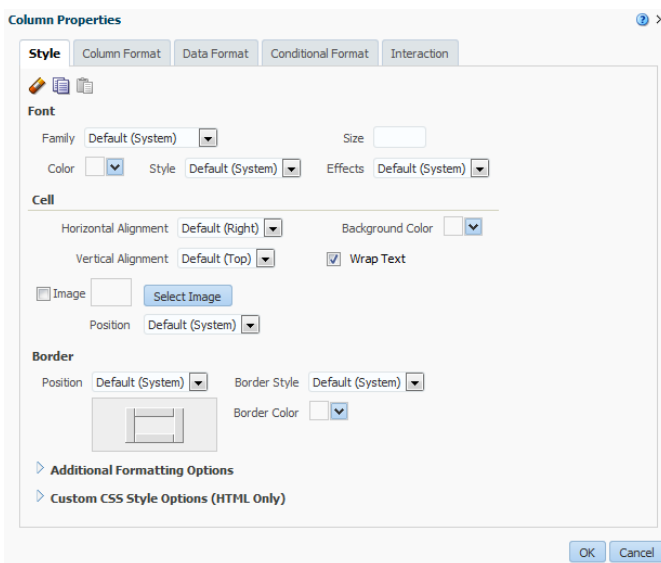 Column Properties
Style Column Format Data Format Conditional Format Interaction
Font
Family Default (System) Size
Color Style Default (System) Effects Default (System)
Cell
Horizontal Alignment Default (Right) Background Color
Vertical Alignment Default (Top) Wrap Text
Image Select Image
Position Default (System)
Border
Position Default (System) Border Style Default (System)
Border Color
Additional Formatting Options
Custom CSS Style Options (HTML Only)
OK Cancel